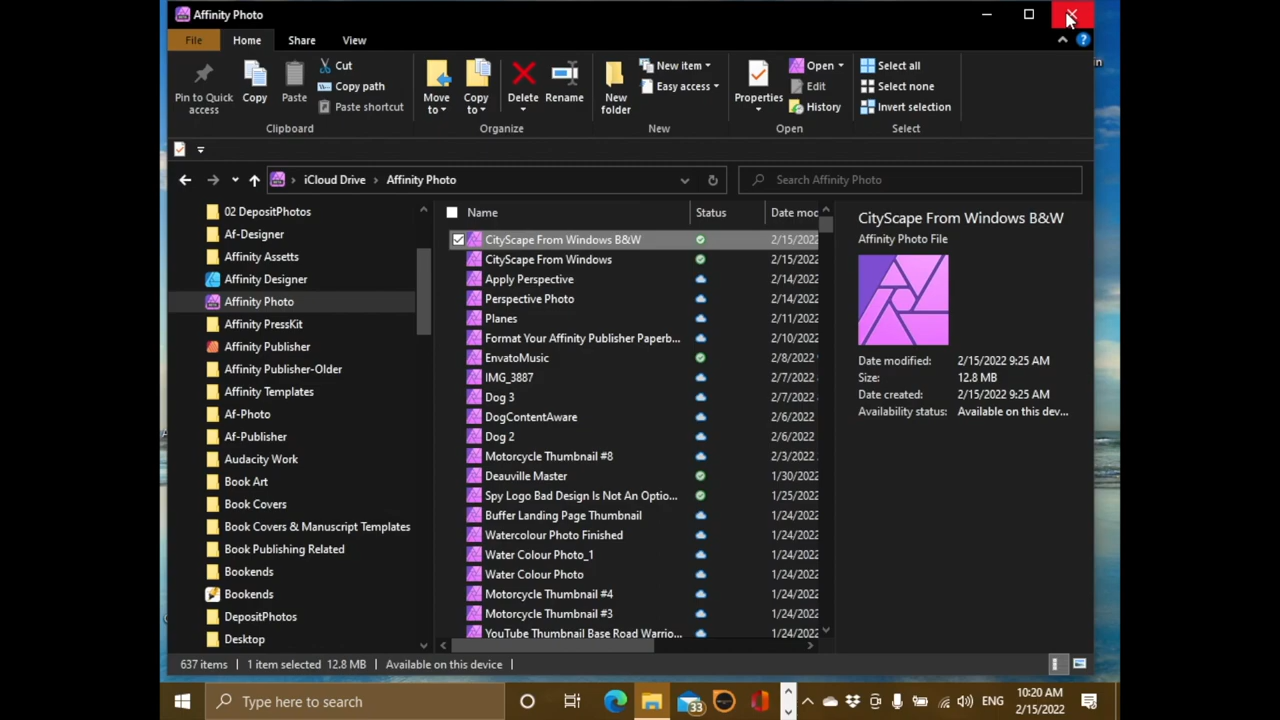 Affinity Photo
File Home Share View
Pin to Quick access
Copy
Paste
Cut
Copy path
Paste shortcut
Clipboard
Move to
Copy to
Delete
Rename
Organize
New folder
New item
Easy access
New
Properties
Open
Edit
History
Open
Select all
Select none
Invert selection
Select
iCloud Drive > Affinity Photo
Search Affinity Photo
02 DepositPhotos
Af-Designer
Affinity Assetts
Affinity Designer
Affinity Photo
Affinity PressKit
Affinity Publisher
Affinity Publisher-Older
Affinity Templates
Af-Photo
Af-Publisher
Audacity Work
Book Art
Book Covers
Book Covers & Manuscript Templates
Book Publishing Related
Bookends
Bookends
DepositPhotos
Desktop
Name Status Date mod
CityScape From Windows B&W 2/15/2022
CityScape From Windows 2/15/2022
Apply Perspective 2/14/2022
Perspective Photo 2/14/2022
Planes 2/11/2022
Format Your Affinity Publisher Paperb... 2/10/2022
EnvatoMusic 2/8/2022
IMG_3887 2/7/2022
Dog 3 2/7/2022
DogContentAware 2/6/2022
Dog 2 2/6/2022
Motorcycle Thumbnail #8 2/3/2022
Deauville Master 1/30/2022
Spy Logo Bad Design Is Not An Optio... 1/25/2022
Buffer Landing Page Thumbnail 1/24/2022
Watercolour Photo Finished 1/24/2022
Water Colour Photo_1 1/24/2022
Water Colour Photo 1/24/2022
Motorcycle Thumbnail #4 1/24/2022
Motorcycle Thumbnail #3 1/24/2022
YouTube Thumbnail Base Road Warrio... 1/24/2022
CityScape From Windows B&W
Affinity Photo File
Date modified: 2/15/2022 9:25 AM
Size: 12.8 MB
Date created: 2/15/2022 9:25 AM
Availability status: Available on this dev...
637 items 1 item selected 12.8 MB Available on this device
in
Type here to search
33
ENG
10:20 AM
2/15/2022